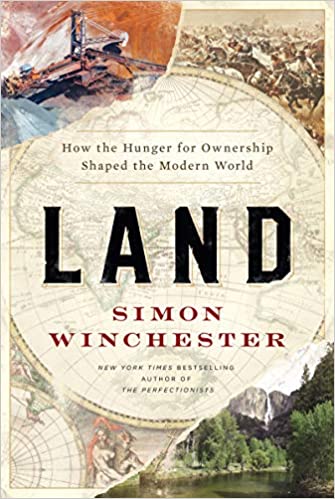 How the Hunger for Ownership
Shaped the Modern World
LAND
SIMON
WINCHESTER
NEW YORK TIMES BESTSELLING
AUTHOR OF
THE PERFECTIONISTS